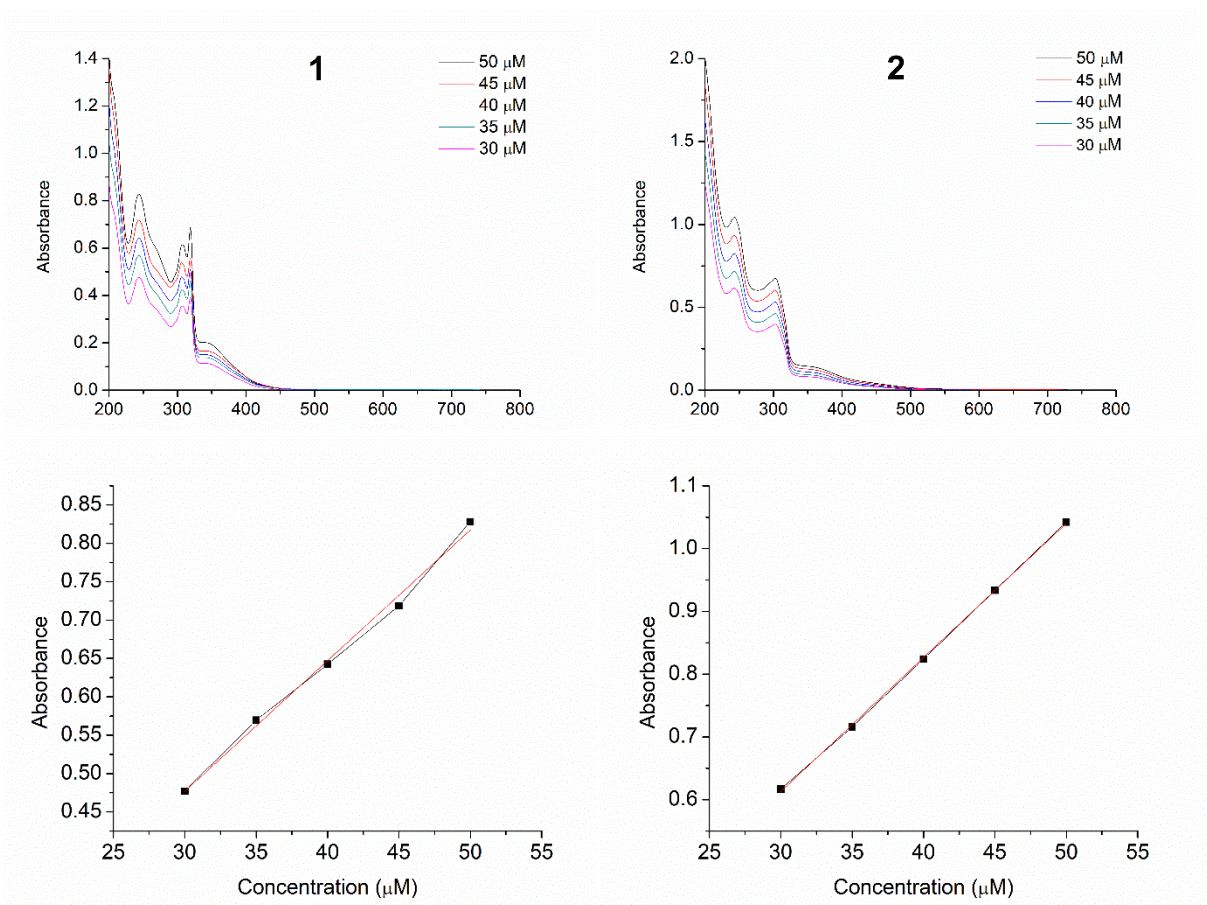 1
50 μM
45 μM
40 μM
35 μM
30 μM
Absorbance
1.4
1.2
1.0
0.8
0.6
0.4
0.2
0.0
200 300 400 500 600 700 800
2
50 μM
45 μM
40 μM
35 μM
30 μM
Absorbance
2.0
1.5
1.0
0.5
0.0
200 300 400 500 600 700 800
Absorbance
0.85
0.80
0.75
0.70
0.65
0.60
0.55
0.50
0.45
25 30 35 40 45 50 55
Concentration (μM)
Absorbance
1.1
1.0
0.9
0.8
0.7
0.6
25 30 35 40 45 50 55
Concentration (μM)